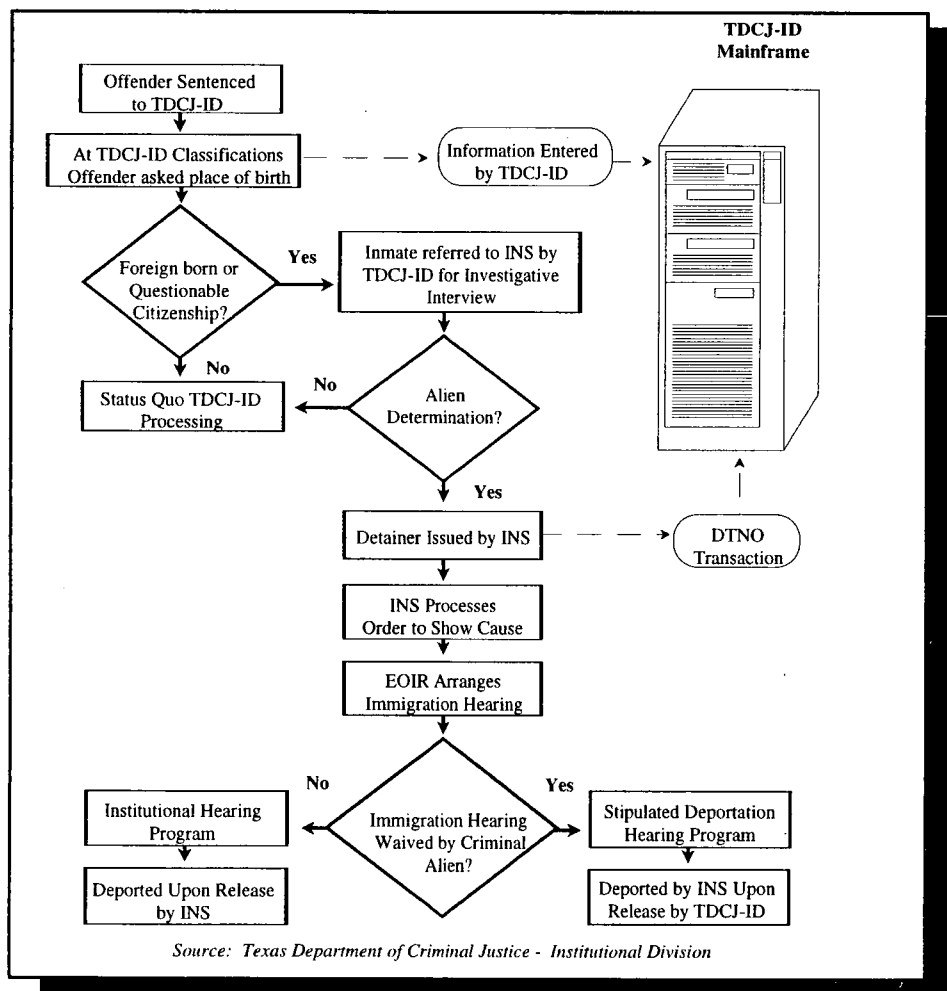 TDCJ-ID
Mainframe
Offender Sentenced
to TDCJ-ID
At TDCJ-ID Classifications
Offender asked place of birth
Information Entered
by TDCJ-ID
Foreign born or
Questionable
Citizenship?
Yes
Inmate referred to INS by
TDCJ-ID for Investigative
Interview
No
Status Quo TDCJ-ID
Processing
No
Alien
Determination?
Yes
Detainer Issued by INS
DTNO
Transaction
INS Processes
Order to Show Cause
EOIR Arranges
Immigration Hearing
No
Yes
Immigration Hearing
Waived by Criminal
Alien?
Institutional Hearing
Program
Stipulated Deportation
Hearing Program
Deported Upon Release
by INS
Deported by INS Upon
Release by TDCJ-ID
Source: Texas Department of Criminal Justice - Institutional Division